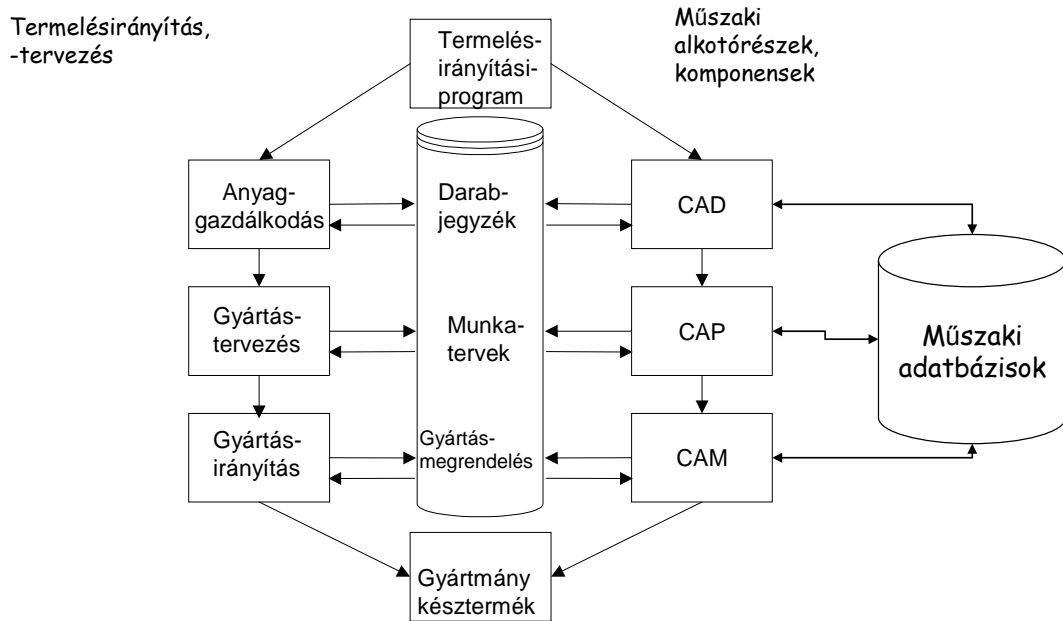 Termelésirányítás,
-tervezés
Termelés-
irányítási-
program
Műszaki
alkotórészek,
komponensek
Anyag-
gazdálkodás
Darab-
jegyzék
CAD
Gyártás-
tervezés
Munka-
tervek
CAP
Műszaki
adatbázisok
Gyártás-
irányítás
Gyártás-
megrendelés
CAM
Gyártmány
késztermék